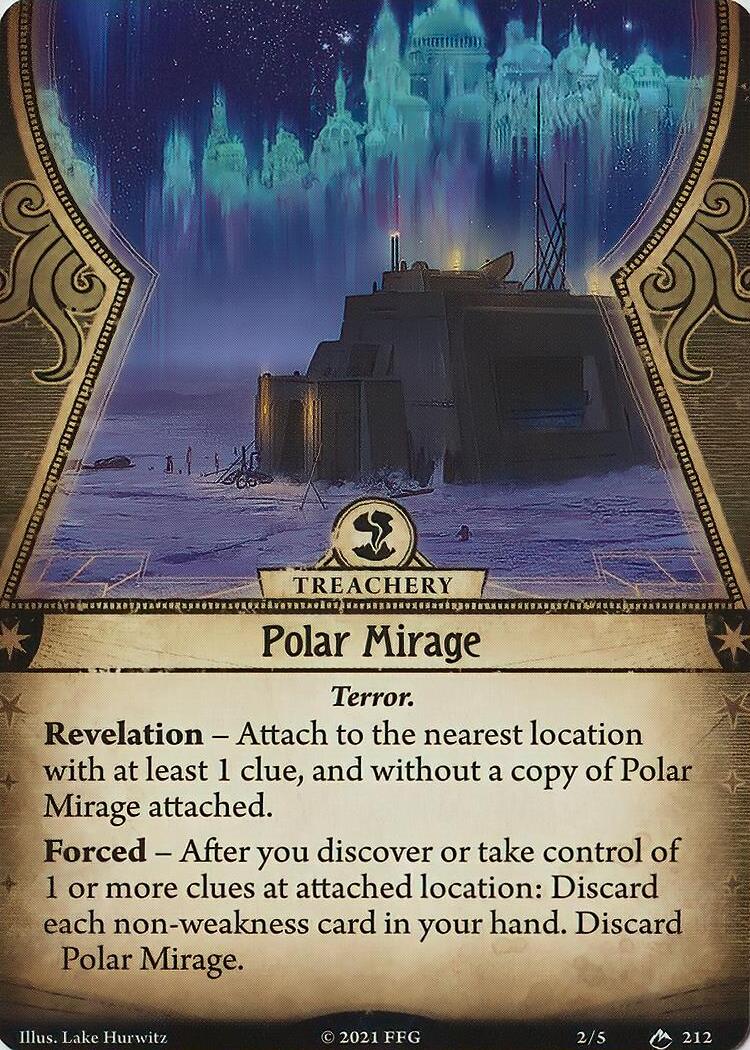 TREACHERY
Polar Mirage
Terror.
Revelation – Attach to the nearest location
with at least 1 clue, and without a copy of Polar
Mirage attached.
Forced – After you discover or take control of
1 or more clues at attached location: Discard
each non-weakness card in your hand. Discard
Polar Mirage.
Illus. Lake Hurwitz © 2021 FFG 2/5 212